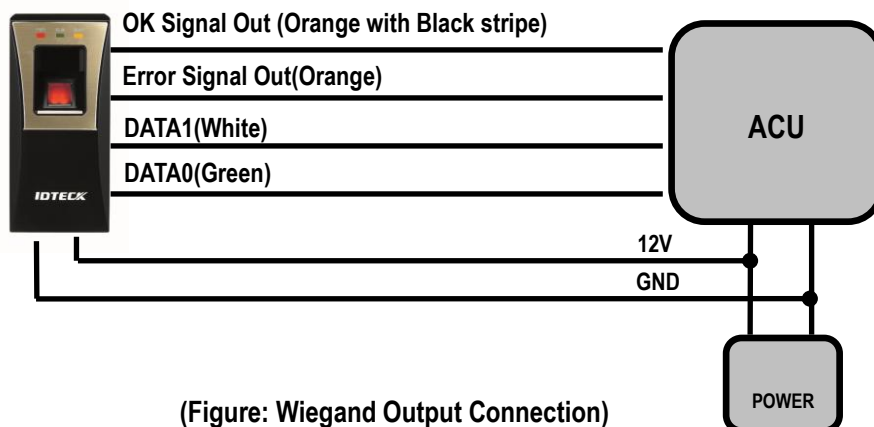 OK Signal Out (Orange with Black stripe)
Error Signal Out(Orange)
DATA1(White)
DATA0(Green)
ACU
IDTECK
12V
GND
POWER
(Figure: Wiegand Output Connection)